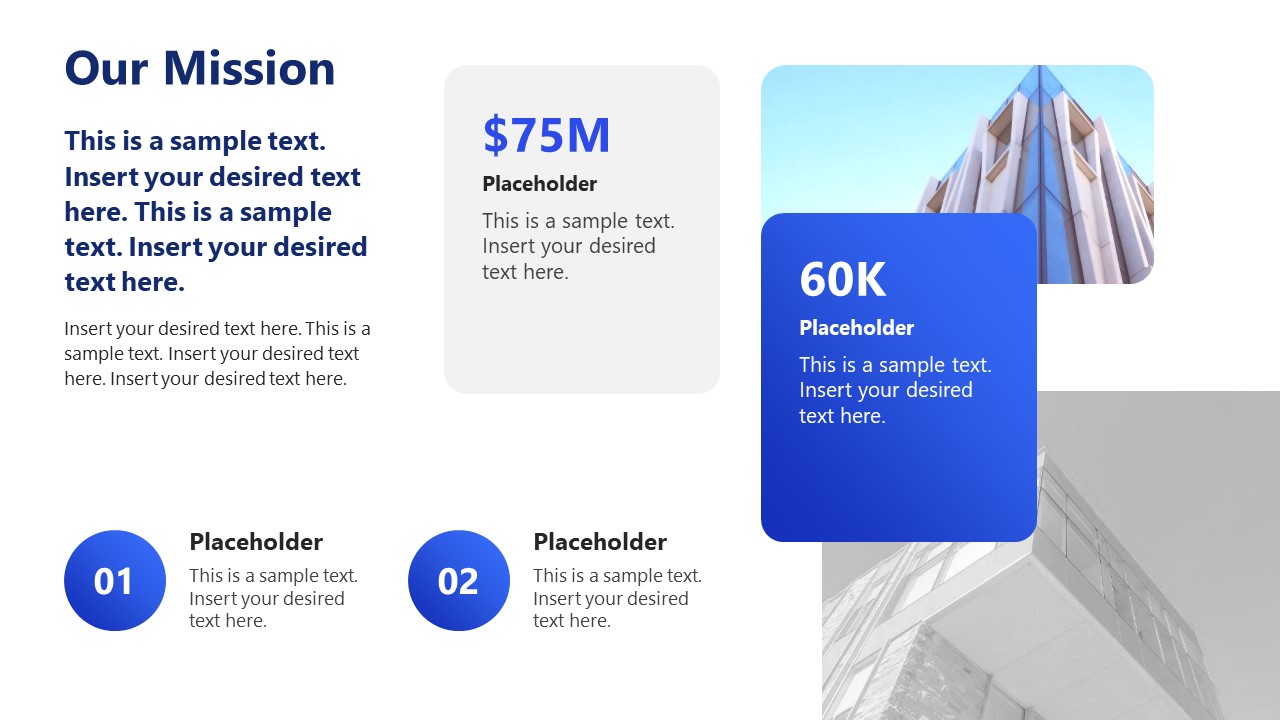 Our Mission
This is a sample text.
Insert your desired text
here. This is a sample
text. Insert your desired
text here.
Insert your desired text here. This is a
sample text. Insert your desired text
here. Insert your desired text here.
$75M
Placeholder
This is a sample text.
Insert your desired
text here.
60K
Placeholder
This is a sample text.
Insert your desired
text here.
01
Placeholder
This is a sample text.
Insert your desired
text here.
02
Placeholder
This is a sample text.
Insert your desired
text here.